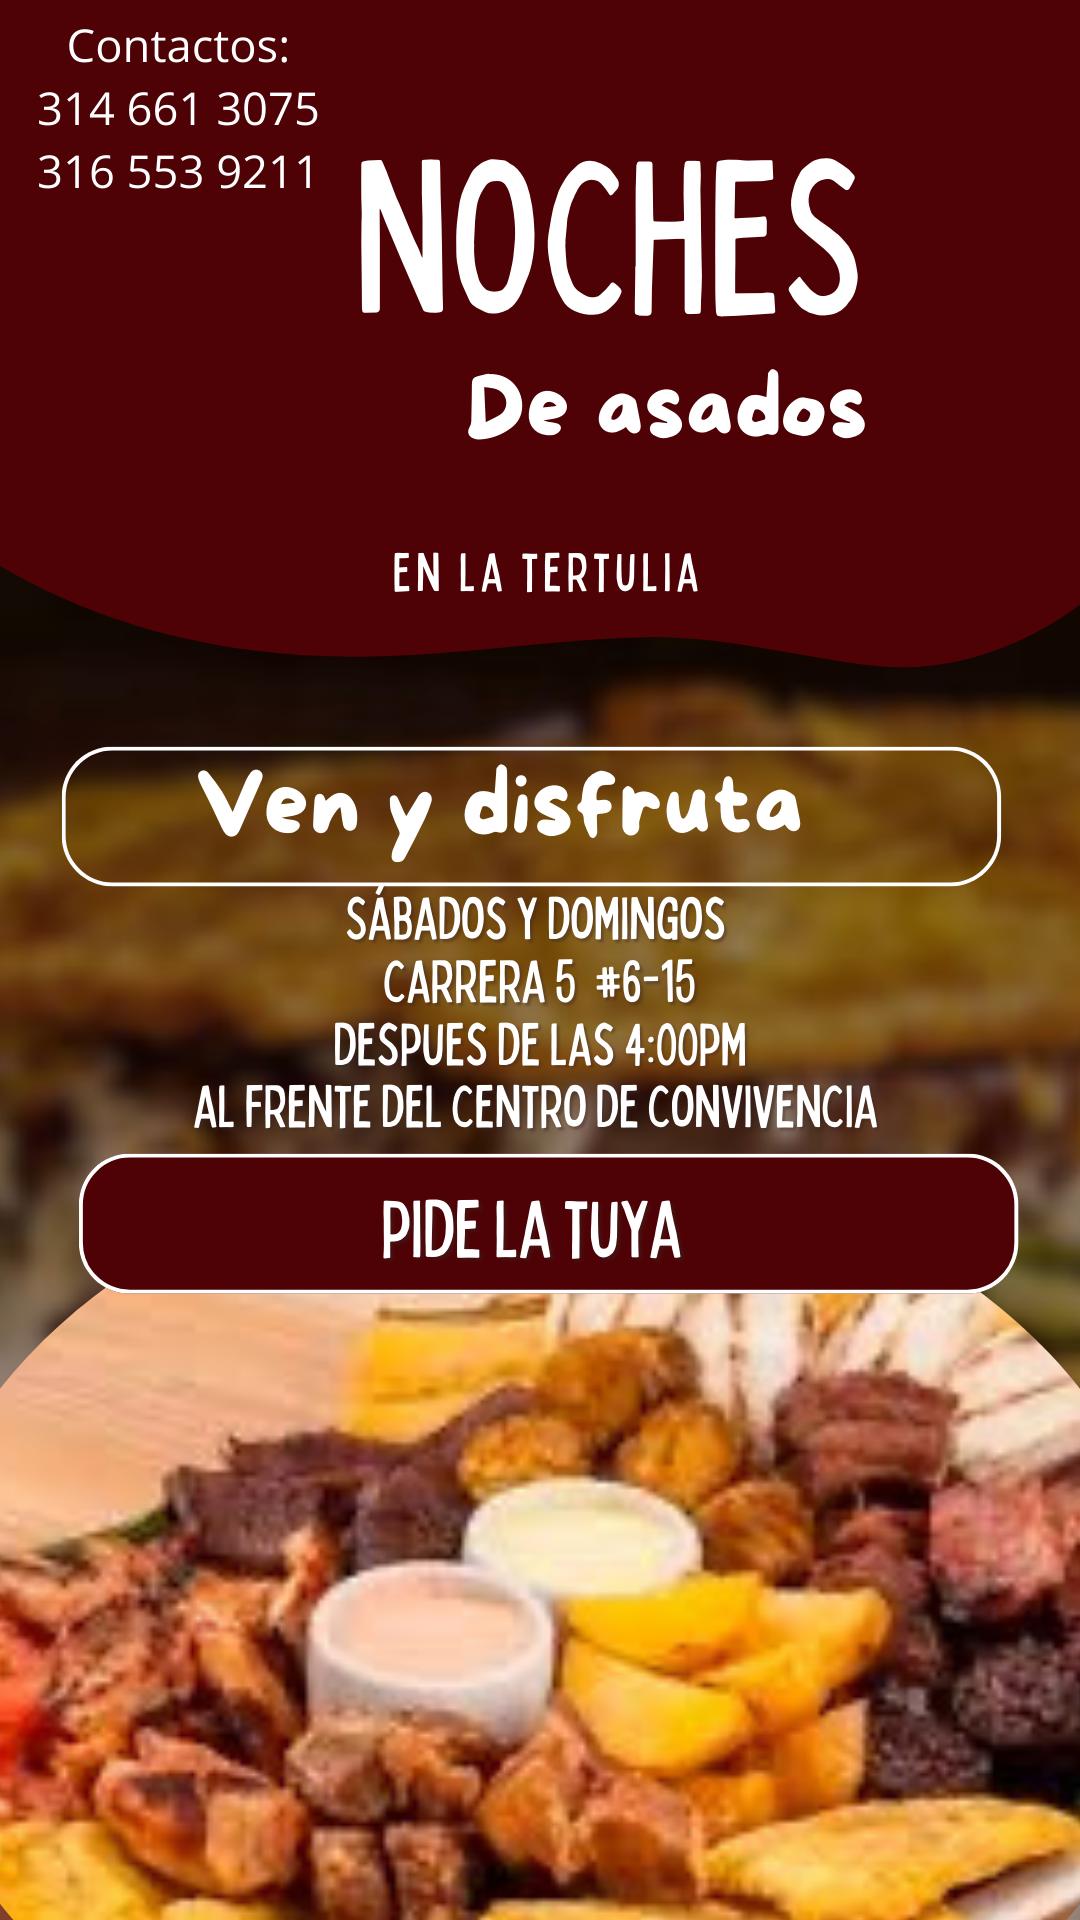 Contactos:
314 661 3075
316 553 9211
NOCHES
De asados
EN LA TERTULIA
Ven y disfruta
SÁBADOS Y DOMINGOS
CARRERA 5 #6-15
DESPUES DE LAS 4:00PM
AL FRENTE DEL CENTRO DE CONVIVENCIA
PIDE LA TUYA